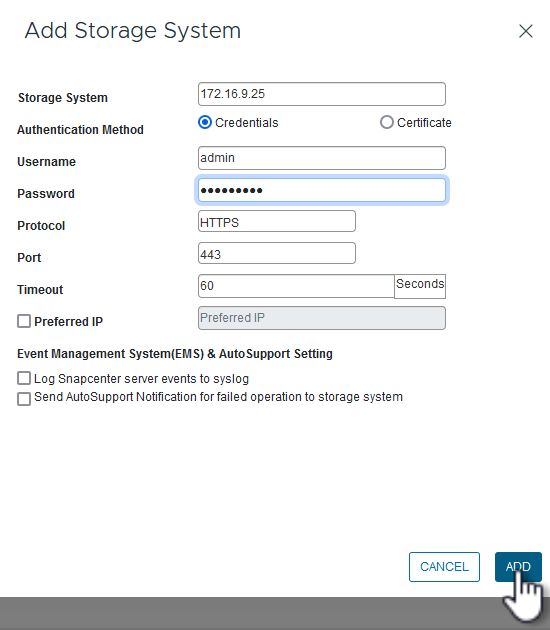 Add Storage System
Storage System 172.16.9.25
Authentication Method Credentials Certificate
Username admin
Password •••••••••
Protocol HTTPS
Port 443
Timeout 60 Seconds
Preferred IP Preferred IP
Event Management System(EMS) & AutoSupport Setting
Log Snapcenter server events to syslog
Send AutoSupport Notification for failed operation to storage system
CANCEL ADD